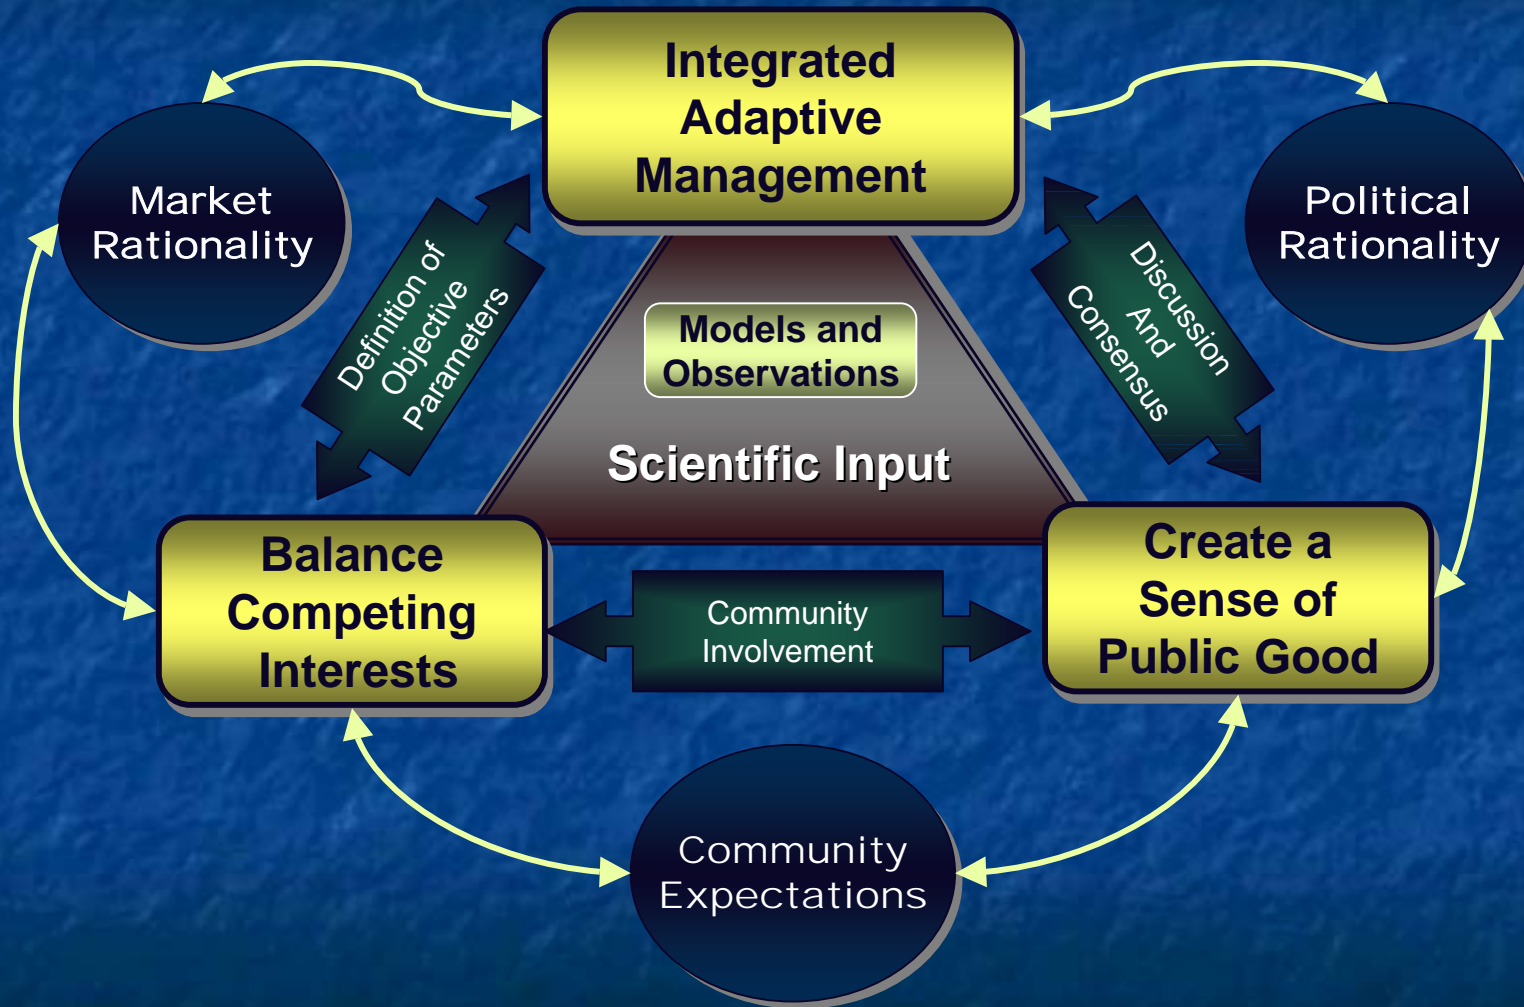 Integrated
Adaptive
Management
Market
Rationality
Political
Rationality
Definition of
Objective
Parameters
Discussion
And
Consensus
Models and
Observations
Scientific Input
Balance
Competing
Interests
Community
Involvement
Create a
Sense of
Public Good
Community
Expectations